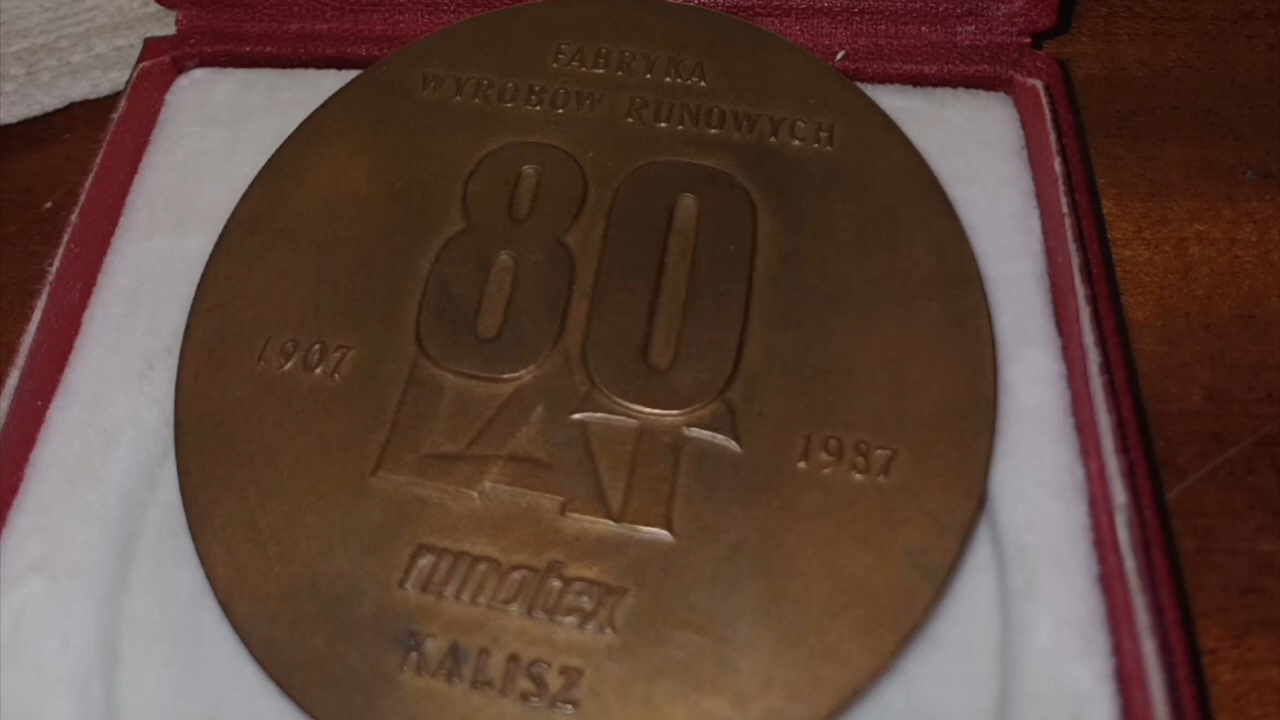 FABRYKA
WYROBÓW RUNOWYCH
80
LAT
1907
1987
runotex
KALISZ